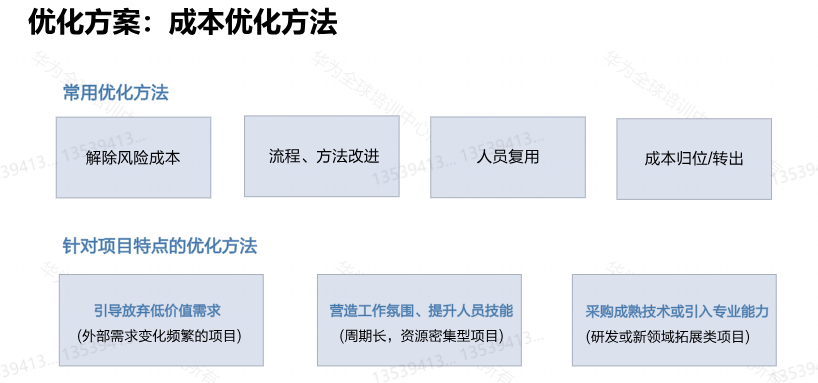 优化方案：成本优化方法
常用优化方法
解除风险成本
流程、方法改进
人员复用
成本归位/转出
针对项目特点的优化方法
引导放弃低价值需求
(外部需求变化频繁的项目)
营造工作氛围、提升人员技能
(周期长，资源密集型项目)
采购成熟技术或引入专业能力
(研发或新领域拓展类项目)